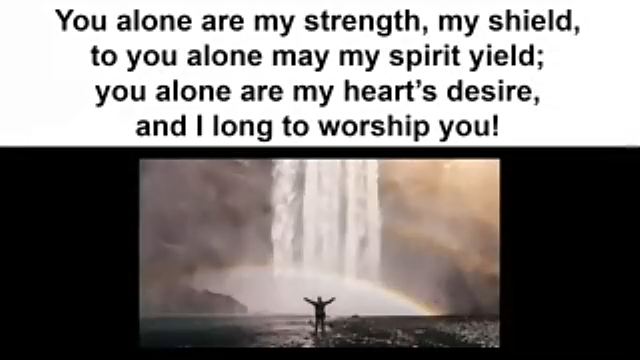 You alone are my strength, my shield,
to you alone may my spirit yield;
you alone are my heart’s desire,
and I long to worship you!